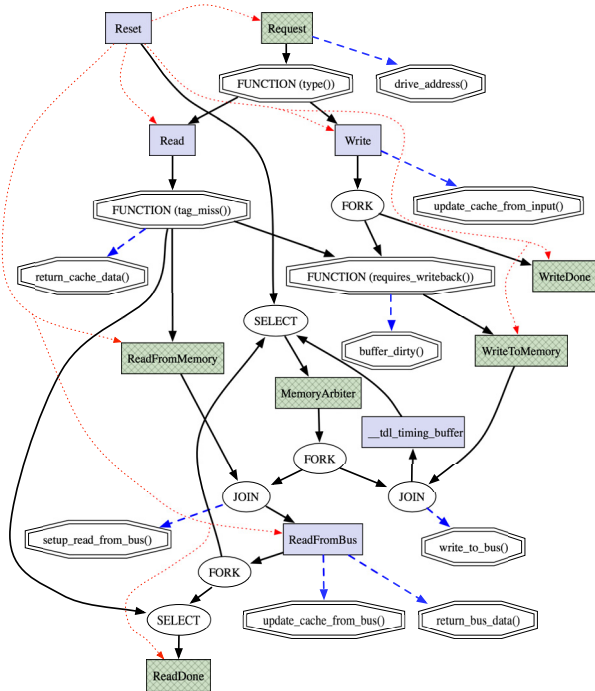 Reset
Request
FUNCTION (type())
drive_address()
Read
Write
FUNCTION (tag_miss())
FORK
update_cache_from_input()
return_cache_data()
FUNCTION (requires_writeback())
WriteDone
SELECT
ReadFromMemory
buffer_dirty()
WriteToMemory
MemoryArbiter
__tdl_timing_buffer
FORK
JOIN
JOIN
setup_read_from_bus()
ReadFromBus
write_to_bus()
FORK
SELECT
update_cache_from_bus()
return_bus_data()
ReadDone